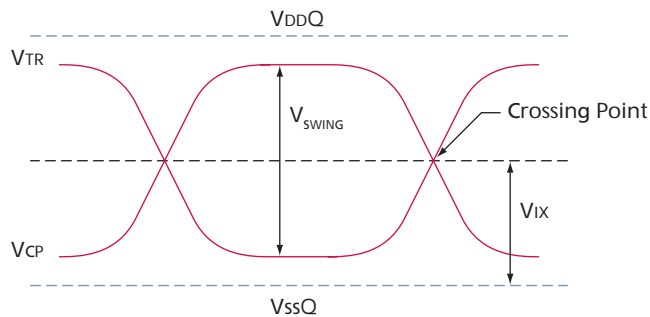 VDDQ
VTR
VSWING
Crossing Point
VIX
VCP
VssQ